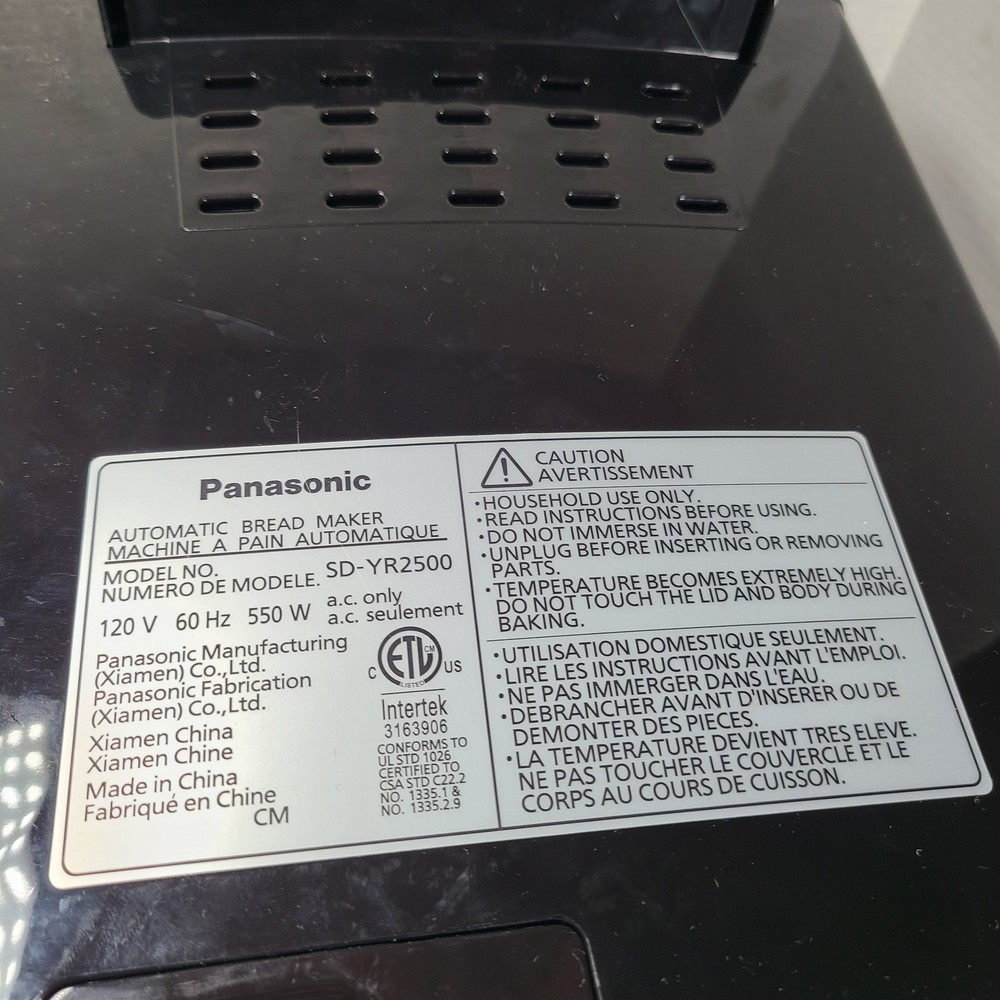 Panasonic
AUTOMATIC BREAD MAKER
MACHINE A PAIN AUTOMATIQUE
MODEL NO.
NUMERO DE MODELE. SD-YR2500
120 V 60 Hz 550 W a.c. only
a.c. seulement
Panasonic Manufacturing
(Xiamen) Co.,Ltd.
Panasonic Fabrication
(Xiamen) Co.,Ltd.
Xiamen China
Xiamen Chine
Made in China
Fabriqué en Chine
CM
C ETL CM US
LISTED
Intertek
3163906
CONFORMS TO
UL STD 1026
CERTIFIED TO
CSA STD C22.2
NO. 1335.1 &
NO. 1335.2.9
CAUTION
AVERTISSEMENT
•HOUSEHOLD USE ONLY.
•READ INSTRUCTIONS BEFORE USING.
•DO NOT IMMERSE IN WATER.
•UNPLUG BEFORE INSERTING OR REMOVING
PARTS.
•TEMPERATURE BECOMES EXTREMELY HIGH.
DO NOT TOUCH THE LID AND BODY DURING
BAKING.
•UTILISATION DOMESTIQUE SEULEMENT.
•LIRE LES INSTRUCTIONS AVANT L'EMPLOI.
•NE PAS IMMERGER DANS L'EAU.
•DEBRANCHER AVANT D'INSERER OU DE
DEMONTER DES PIECES.
•LA TEMPERATURE DEVIENT TRES ELEVE.
NE PAS TOUCHER LE COUVERCLE ET LE
CORPS AU COURS DE CUISSON.